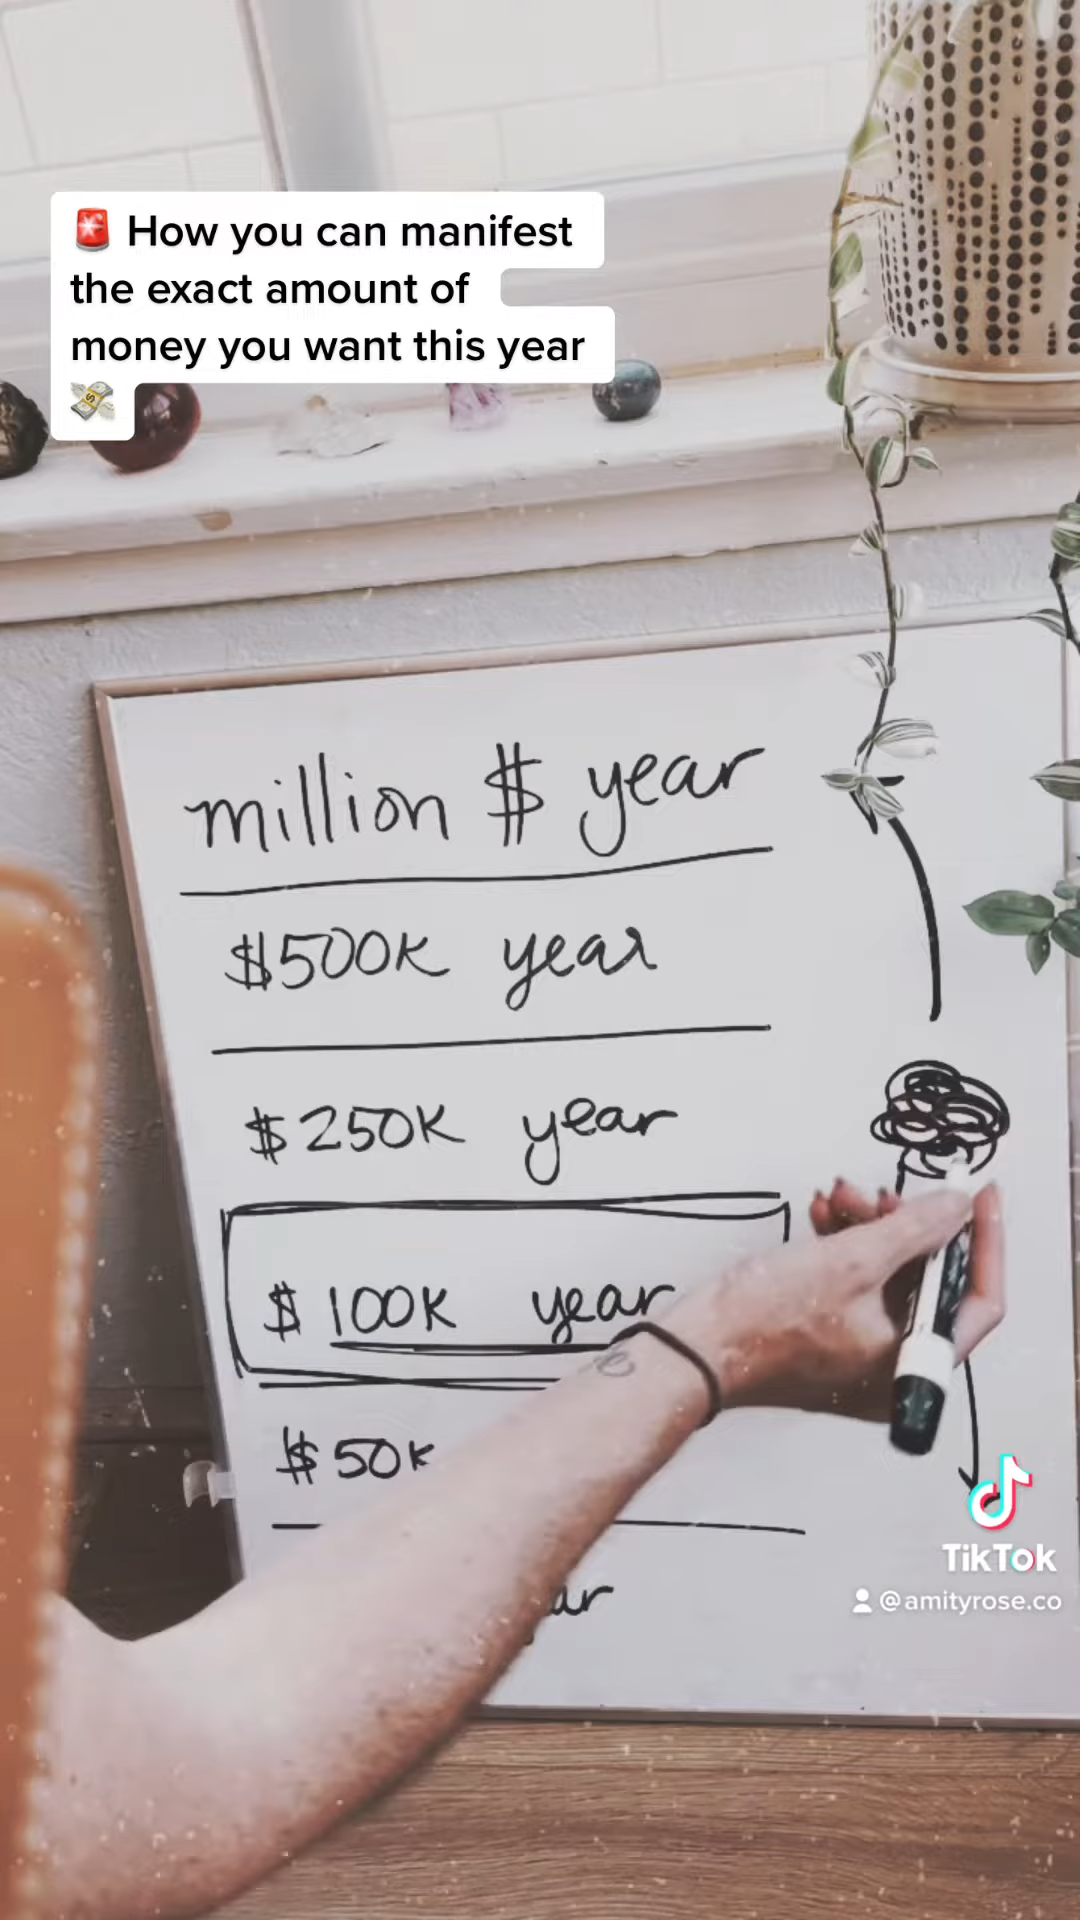 🚨 How you can manifest
the exact amount of
money you want this year
💸
million $ year
$500K year
$250K year
$100K year
$50K
TikTok
@amityrose.co